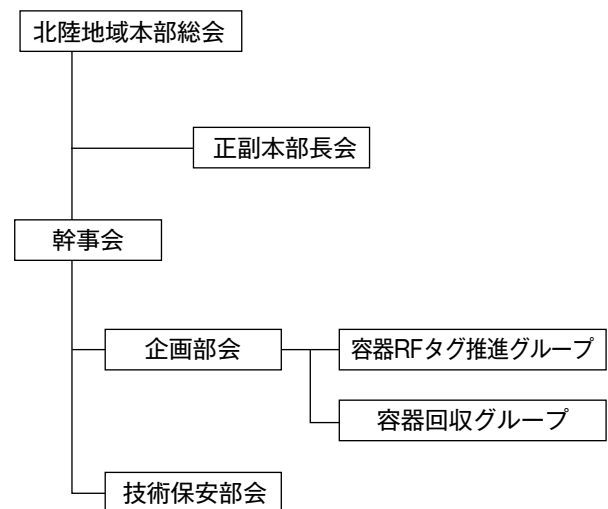 北陸地域本部総会
正副本部長会
幹事会
企画部会
容器RFタグ推進グループ
容器回収グループ
技術保安部会